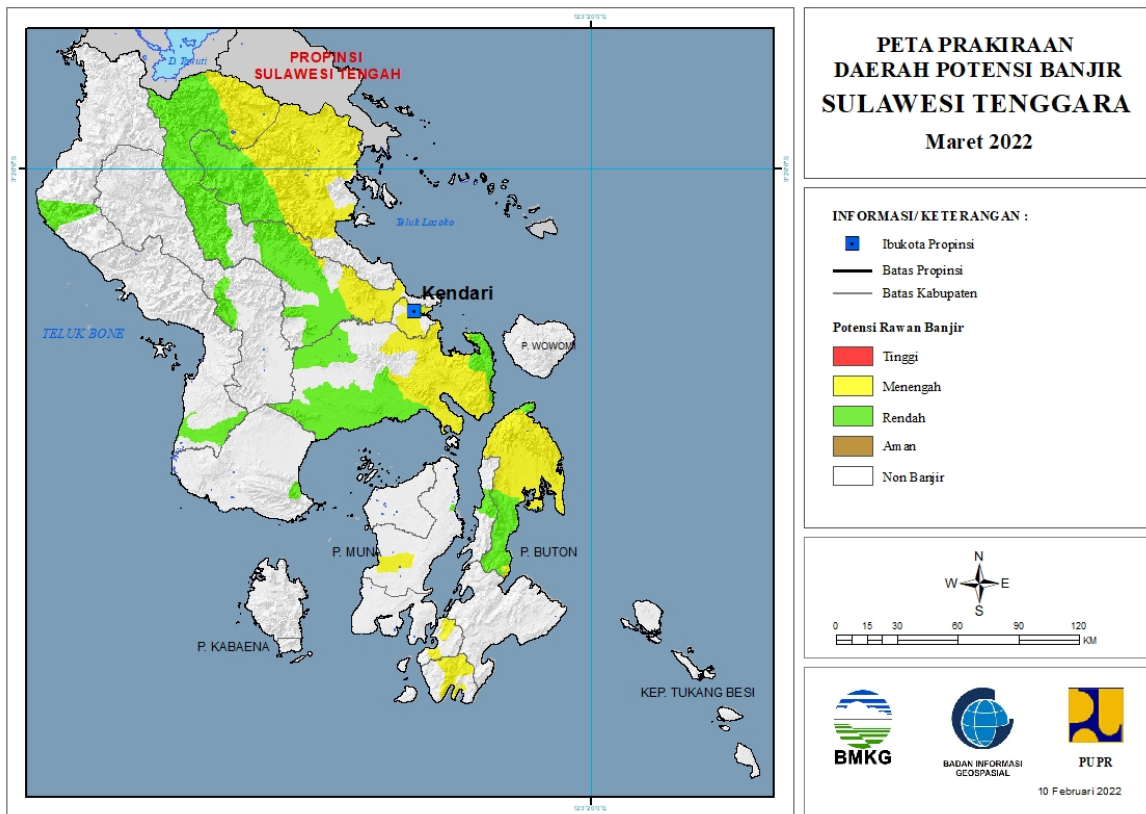 PETA PRAKIRAAN
DAERAH POTENSI BANJIR
SULAWESI TENGGARA
Maret 2022
INFORMASI/ KETERANGAN :
Ibukota Propinsi
Batas Propinsi
Batas Kabupaten
Potensi Rawan Banjir
Tinggi
Menengah
Rendah
Aman
Non Banjir
N
W E
S
0 15 30 60 90 120
KM
BMKG
BADAN INFORMASI
GEOSPASIAL
PUPR
10 Februari 2022
PROPINSI
SULAWESI TENGAH
Teluk Lasoko
Kendari
TELUK BONE
P. WOWONI
P. MUNA
P. BUTON
P. KABAENA
KEP. TUKANG BESI